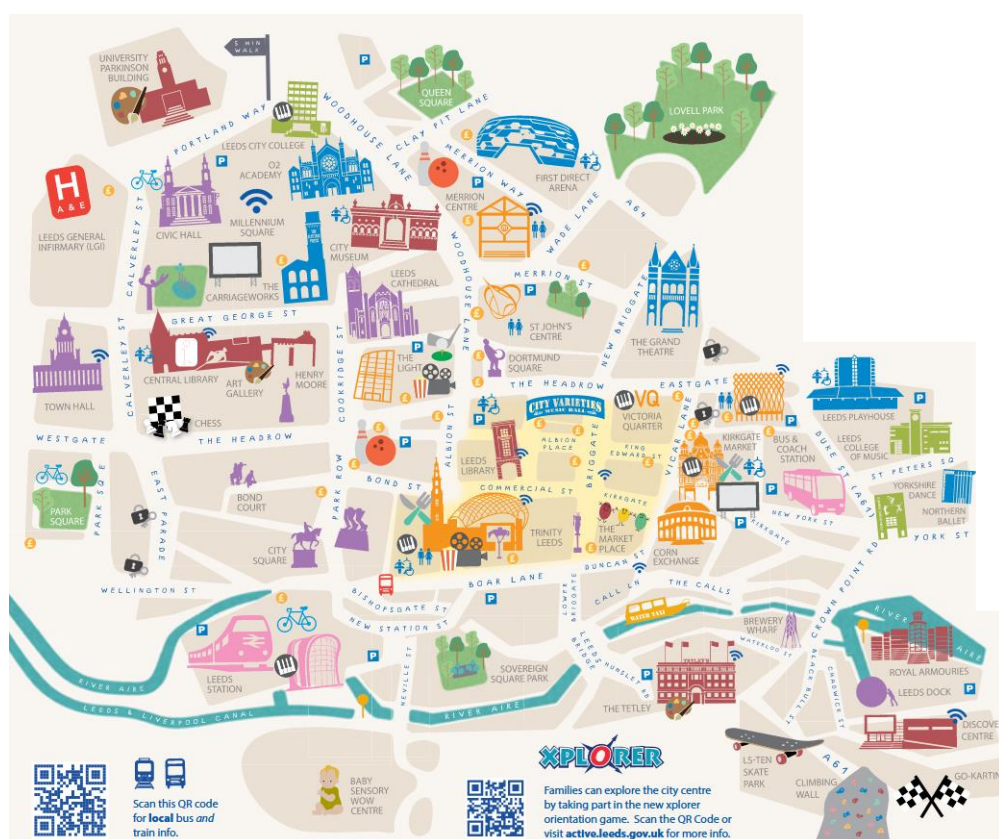 5 MIN
WALK
UNIVERSITY
PARKINSON
BUILDING
PORTLAND WAY
LEEDS CITY COLLEGE
WOODHOUSE LANE
QUEEN
SQUARE
CLAY PIT LANE
LOVELL PARK
H
A & E
LEEDS GENERAL
INFIRMARY (LGI)
CALVERLEY ST
CIVIC HALL
O2
ACADEMY
MILLENNIUM
SQUARE
THE
CARRIAGEWORKS
CITY
MUSEUM
MERRION
CENTRE
MERRION WAY
FIRST DIRECT
ARENA
WADE LANE
A64
LEEDS
CATHEDRAL
WOODHOUSE LANE
MERRION ST
ST JOHN'S
CENTRE
NEW BRIGGATE
THE GRAND
THEATRE
GREAT GEORGE ST
TOWN HALL
CALVERLEY ST
CENTRAL LIBRARY
ART
GALLERY
HENRY
MOORE
COOKRIDGE ST
THE
LIGHT
DORTMUND
SQUARE
CHESS
WESTGATE
THE HEADROW
THE HEADROW
EASTGATE
ALBION ST
CITY VARIETIES
MUSIC HALL
VQ
VICTORIA
QUARTER
VICAR LANE
LEEDS PLAYHOUSE
LEEDS
COLLEGE
OF MUSIC
KIRKGATE
MARKET
BUS &
COACH
STATION
DUKE ST (A61)
ST PETERS SQ
LEEDS
LIBRARY
ALBION
PLACE
BRIGGATE
KING
EDWARD ST
PARK
SQUARE
PARK SQ E
EAST
PARADE
BOND
COURT
PARK ROW
BOND ST
COMMERCIAL ST
KIRKGATE
YORKSHIRE
DANCE
NORTHERN
BALLET
YORK ST
NEW YORK ST
KIRKGATE
CITY
SQUARE
TRINITY
LEEDS
THE MARKET
PLACE
CORN
EXCHANGE
WELLINGTON ST
BISHOPSGATE ST
NEW STATION ST
BOAR LANE
DUNCAN ST
LOWER
BRIGGATE
CALL LN
THE CALLS
CROWN POINT RD
WATER TAXI
LEEDS
BRIDGE
BREWERY
WHARF
WATERLOO ST
RIVER AIRE
ROYAL ARMOURIES
LEEDS DOCK
LEEDS
STATION
RIVER AIRE
LEEDS & LIVERPOOL CANAL
NEVILLE ST
SOVEREIGN
SQUARE PARK
RIVER AIRE
HUNSLET RD
TETLEY'S
THE TETLEY
BLACK BULL ST
CHADWICK ST
DISCOVE
CENTRE
LS-TEN
SKATE
PARK
A61
CLIMBING
WALL
GO-KARTIN
BABY
SENSORY
WOW
CENTRE
Scan this QR code
for local bus and
train info.
XPLORER
Families can explore the city centre
by taking part in the new xplorer
orientation game. Scan the QR Code or
visit active.leeds.gov.uk for more info.